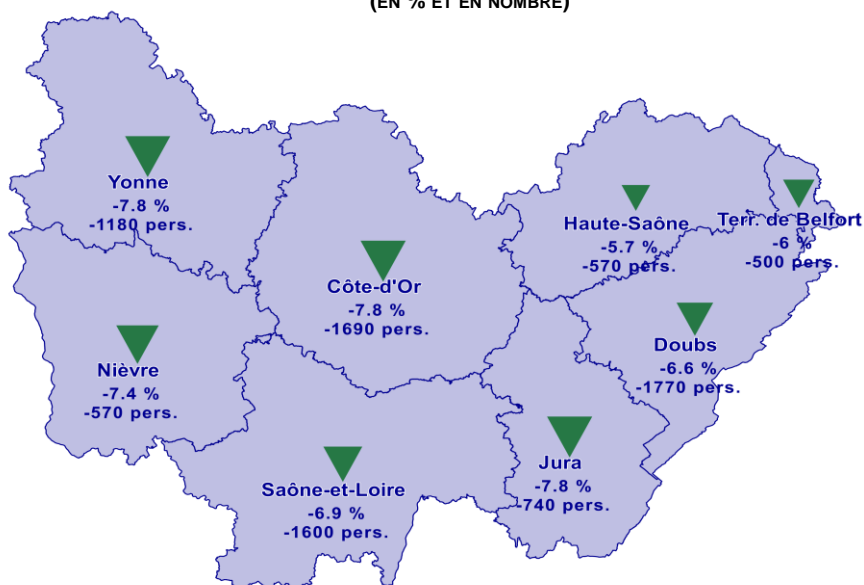 (EN % ET EN NOMBRE)
Yonne
-7.8 %
-1180 pers.
Haute-Saône
-5.7 %
-570 pers.
Terr. de Belfort
-6 %
-500 pers.
Côte-d'Or
-7.8 %
-1690 pers.
Doubs
-6.6 %
-1770 pers.
Nièvre
-7.4 %
-570 pers.
Jura
-7.8 %
-740 pers.
Saône-et-Loire
-6.9 %
-1600 pers.